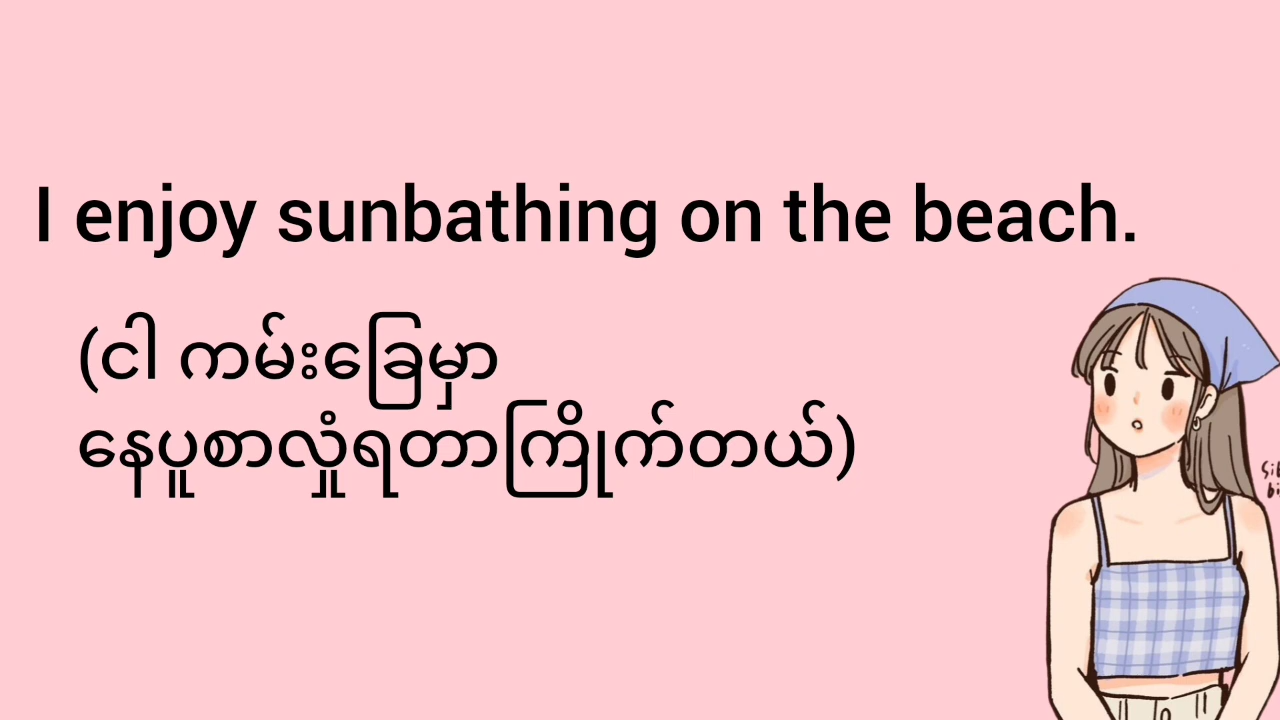 I enjoy sunbathing on the beach.
(ငါ ကမ်းခြေမှာ
နေပူစာလှုံရတာကြိုက်တယ်)